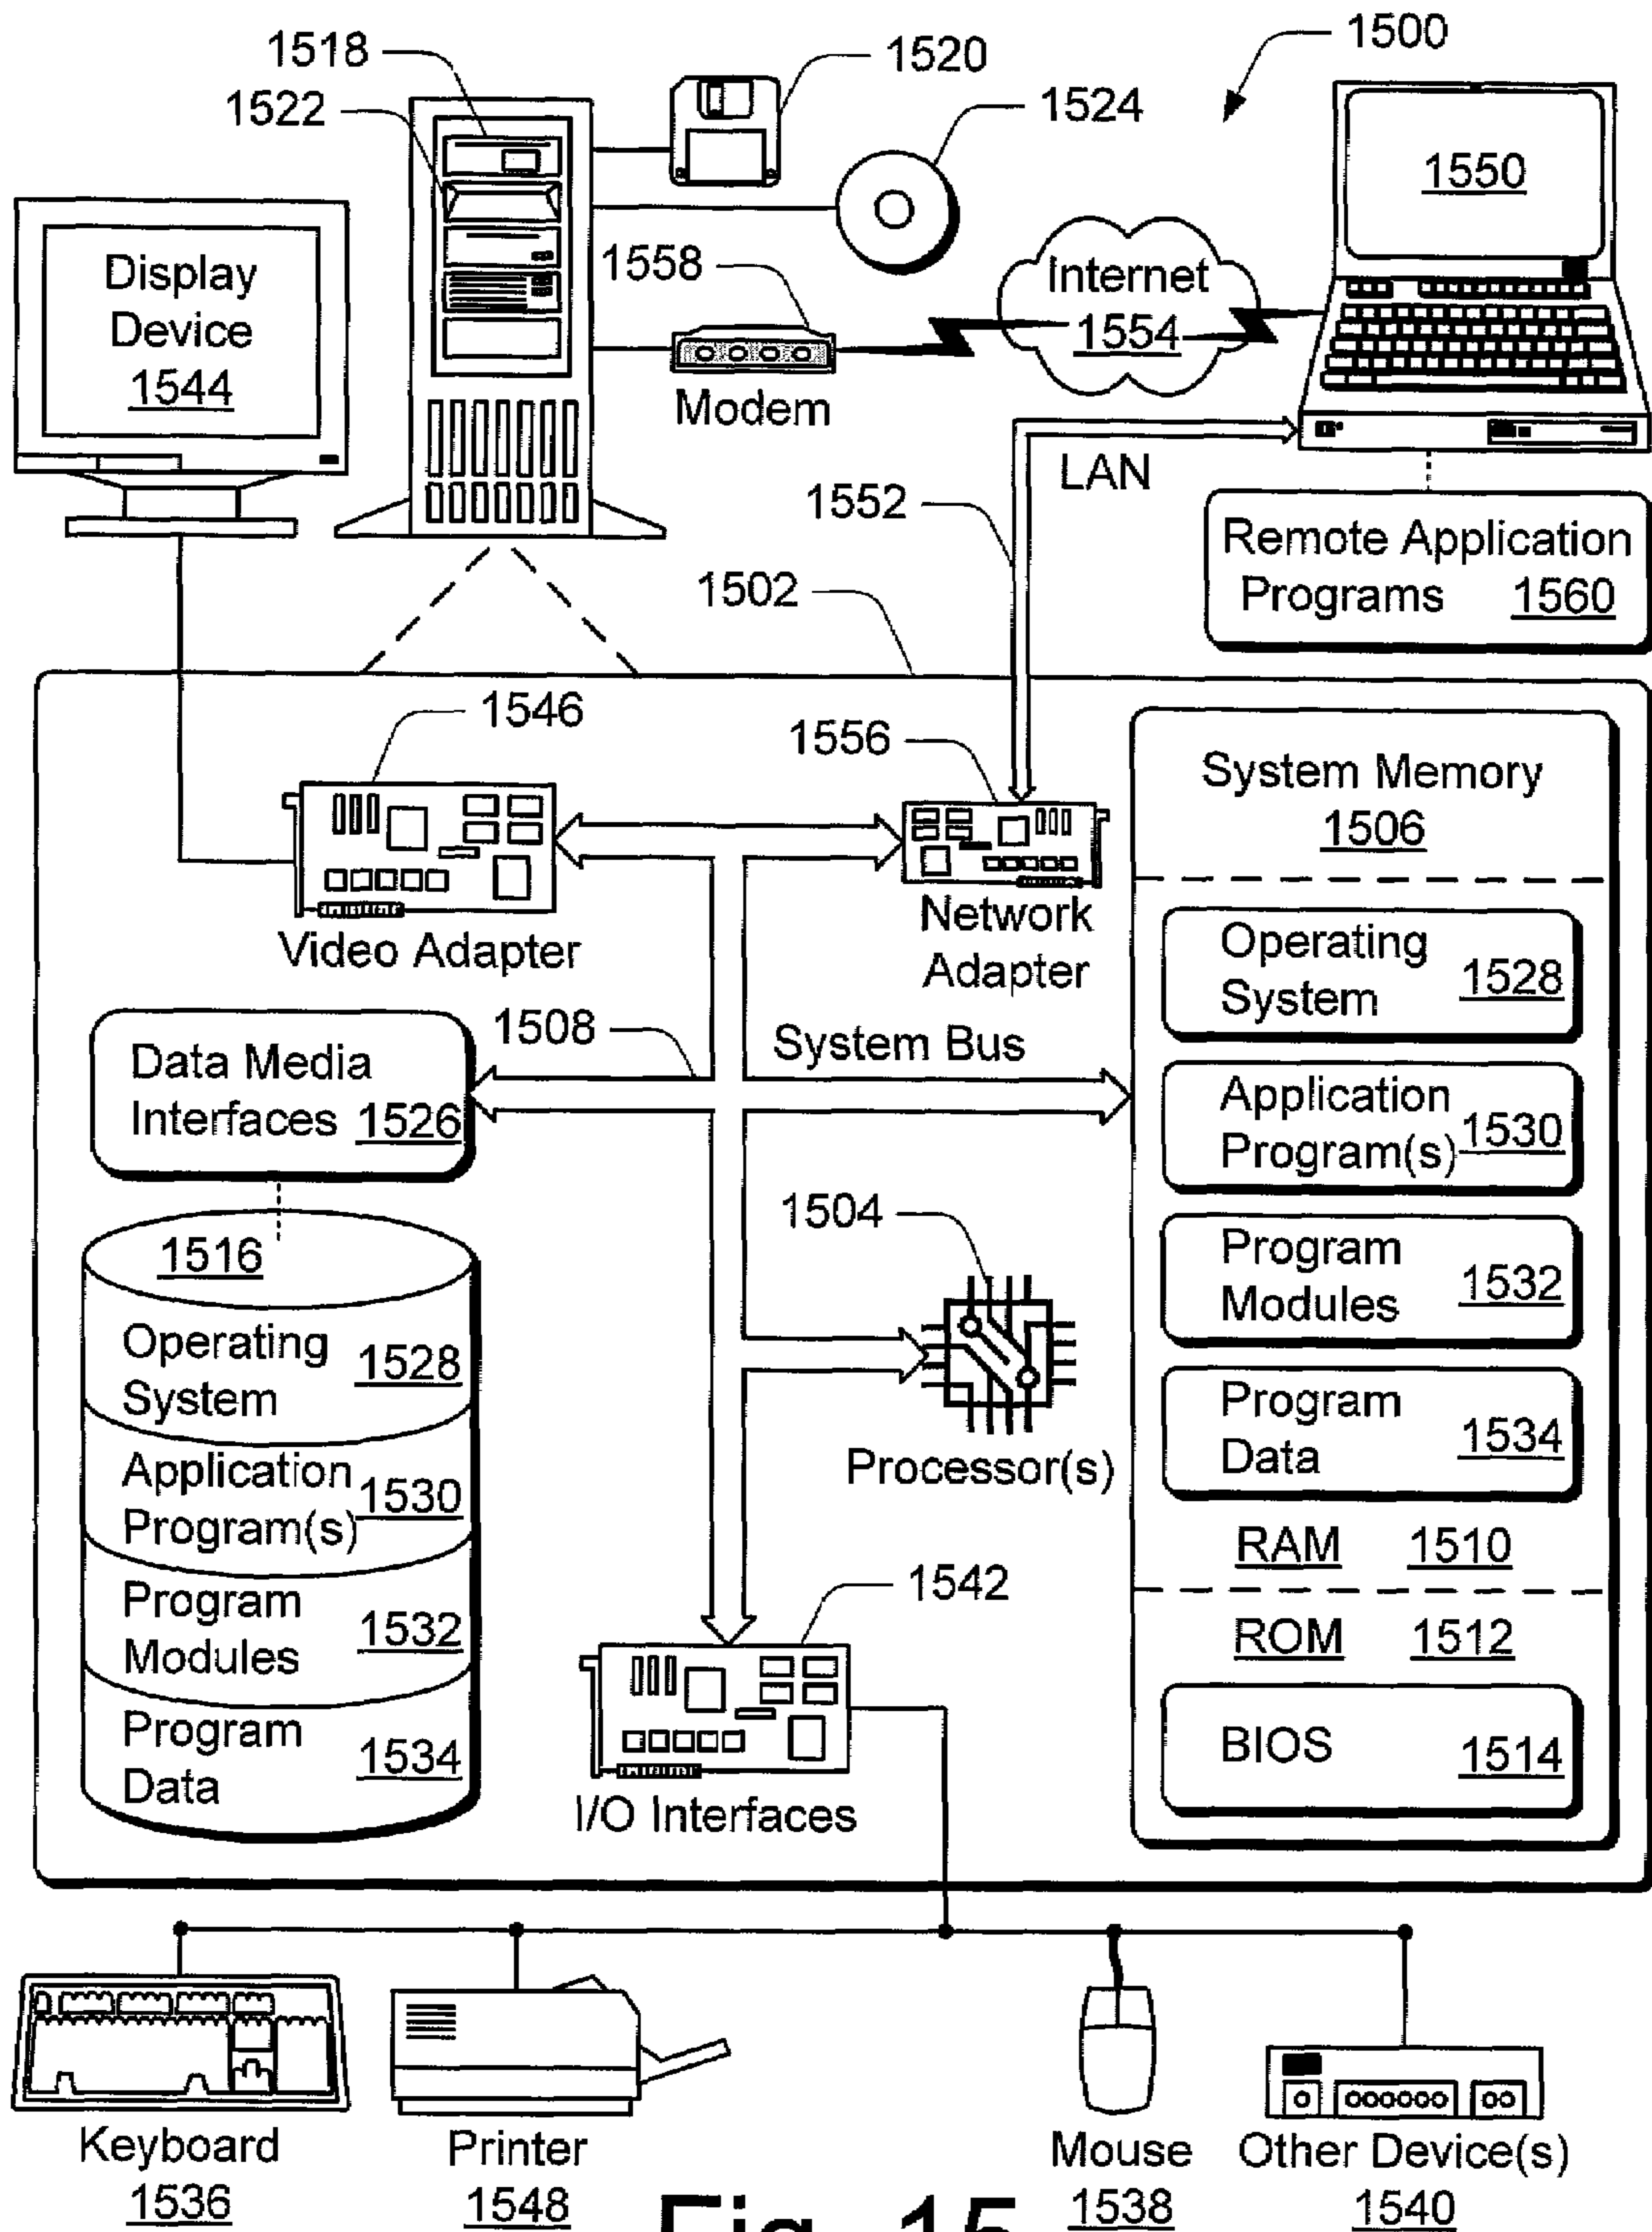 1518
1520
1500
1522
1524
1550
Display
Device
1544
1558
Internet
1554
Modem
LAN
1552
Remote Application
Programs 1560
1502
1546
1556
System Memory
1506
Video Adapter
Network
Adapter
Operating
System 1528
1508
System Bus
Data Media
Interfaces 1526
Application
Program(s) 1530
1504
Program
Modules 1532
1516
Operating
System 1528
Processor(s)
Program
Data 1534
Application
Program(s) 1530
RAM 1510
1542
Program
Modules 1532
ROM 1512
Program
Data 1534
I/O Interfaces
BIOS 1514
Keyboard
1536
Printer
1548
Mouse
1538
Other Device(s)
1540
Fig. 15